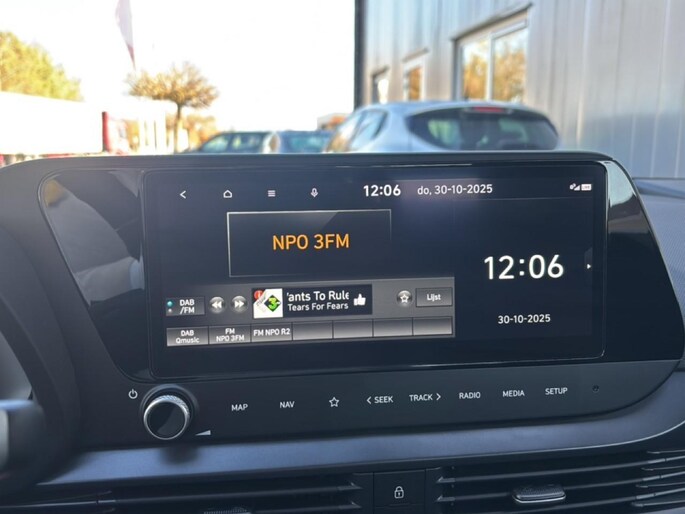 12:06 do, 30-10-2025
NPO 3FM
12:06
'ants To Rule
Tears For Fears
DAB
/FM
Lijst
30-10-2025
DAB
Qmusic
FM
NPO 3FM
FM NPO R2
MAP
NAV
< SEEK
TRACK >
RADIO
MEDIA
SETUP